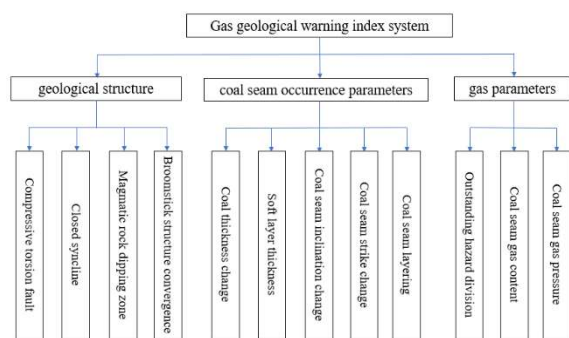 Gas geological warning index system
geological structure
coal seam occurrence parameters
gas parameters
Compressive torsion fault
Closed syncline
Magmatic rock dipping zone
Broomstick structure convergence
Coal thickness change
Soft layer thickness
Coal seam inclination change
Coal seam strike change
Coal seam layering
Outstanding hazard division
Coal seam gas content
Coal seam gas pressure